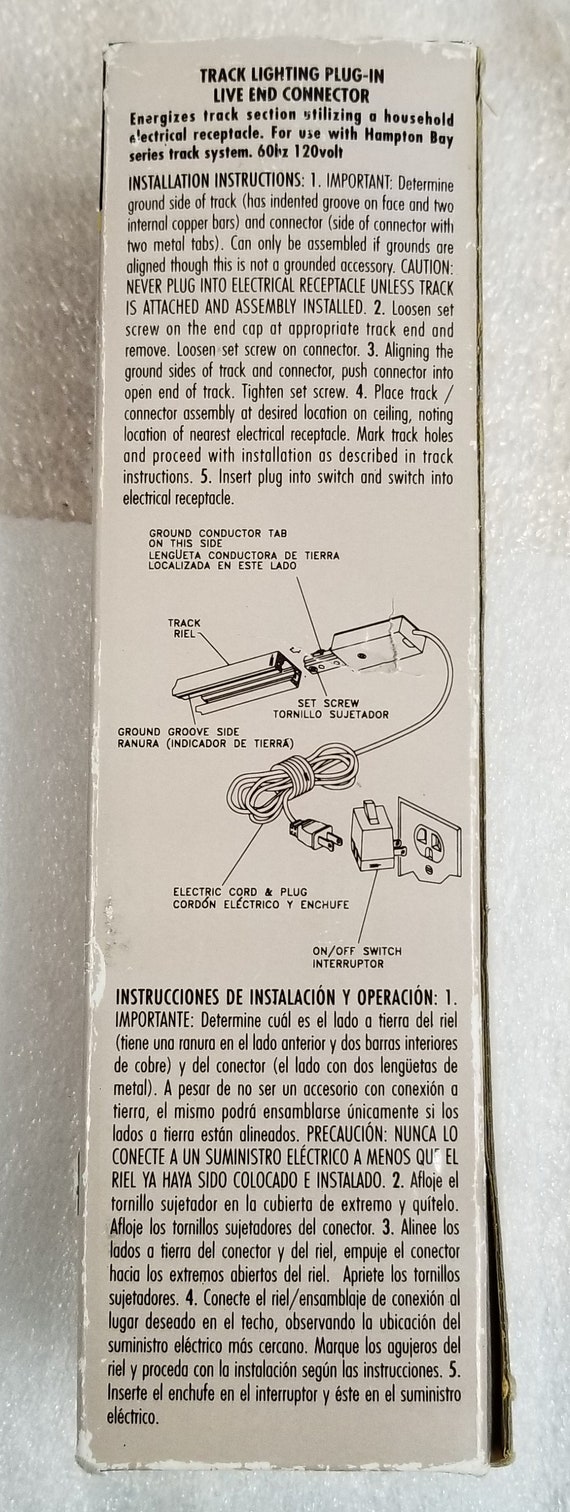 TRACK LIGHTING PLUG-IN
LIVE END CONNECTOR
Energizes track section utilizing a household
electrical receptacle. For use with Hampton Bay
series track system. 60hz 120volt
INSTALLATION INSTRUCTIONS: 1. IMPORTANT: Determine
ground side of track (has indented groove on face and two
internal copper bars) and connector (side of connector with
two metal tabs). Can only be assembled if grounds are
aligned though this is not a grounded accessory. CAUTION:
NEVER PLUG INTO ELECTRICAL RECEPTACLE UNLESS TRACK
IS ATTACHED AND ASSEMBLY INSTALLED. 2. Loosen set
screw on the end cap at appropriate track end and
remove. Loosen set screw on connector. 3. Aligning the
ground sides of track and connector, push connector into
open end of track. Tighten set screw. 4. Place track /
connector assembly at desired location on ceiling, noting
location of nearest electrical receptacle. Mark track holes
and proceed with installation as described in track
instructions. 5. Insert plug into switch and switch into
electrical receptacle.
GROUND CONDUCTOR TAB
ON THIS SIDE
LENGÜETA CONDUCTORA DE TIERRA
LOCALIZADA EN ESTE LADO
TRACK
RIEL
SET SCREW
TORNILLO SUJETADOR
GROUND GROOVE SIDE
RANURA (INDICADOR DE TIERRA)
ELECTRIC CORD & PLUG
CORDÓN ELÉCTRICO Y ENCHUFE
ON/OFF SWITCH
INTERRUPTOR
INSTRUCCIONES DE INSTALACIÓN Y OPERACIÓN: 1.
IMPORTANTE: Determine cuál es el lado a tierra del riel
(tiene una ranura en el lado anterior y dos barras interiores
de cobre) y del conector (el lado con dos lengüetas de
metal). A pesar de no ser un accesorio con conexión a
tierra, el mismo podrá ensamblarse únicamente si los
lados a tierra están alineados. PRECAUCIÓN: NUNCA LO
CONECTE A UN SUMINISTRO ELÉCTRICO A MENOS QUE EL
RIEL YA HAYA SIDO COLOCADO E INSTALADO. 2. Afloje el
tornillo sujetador en la cubierta de extremo y quítelo.
Afloje los tornillos sujetadores del conector. 3. Alinee los
lados a tierra del conector y del riel, empuje el conector
hacia los extremos abiertos del riel. Apriete los tornillos
sujetadores. 4. Conecte el riel/ensamblaje de conexión al
lugar deseado en el techo, observando la ubicación del
suministro eléctrico más cercano. Marque los agujeros del
riel y proceda con la instalación según las instrucciones. 5.
Inserte el enchufe en el interruptor y éste en el suministro
eléctrico.